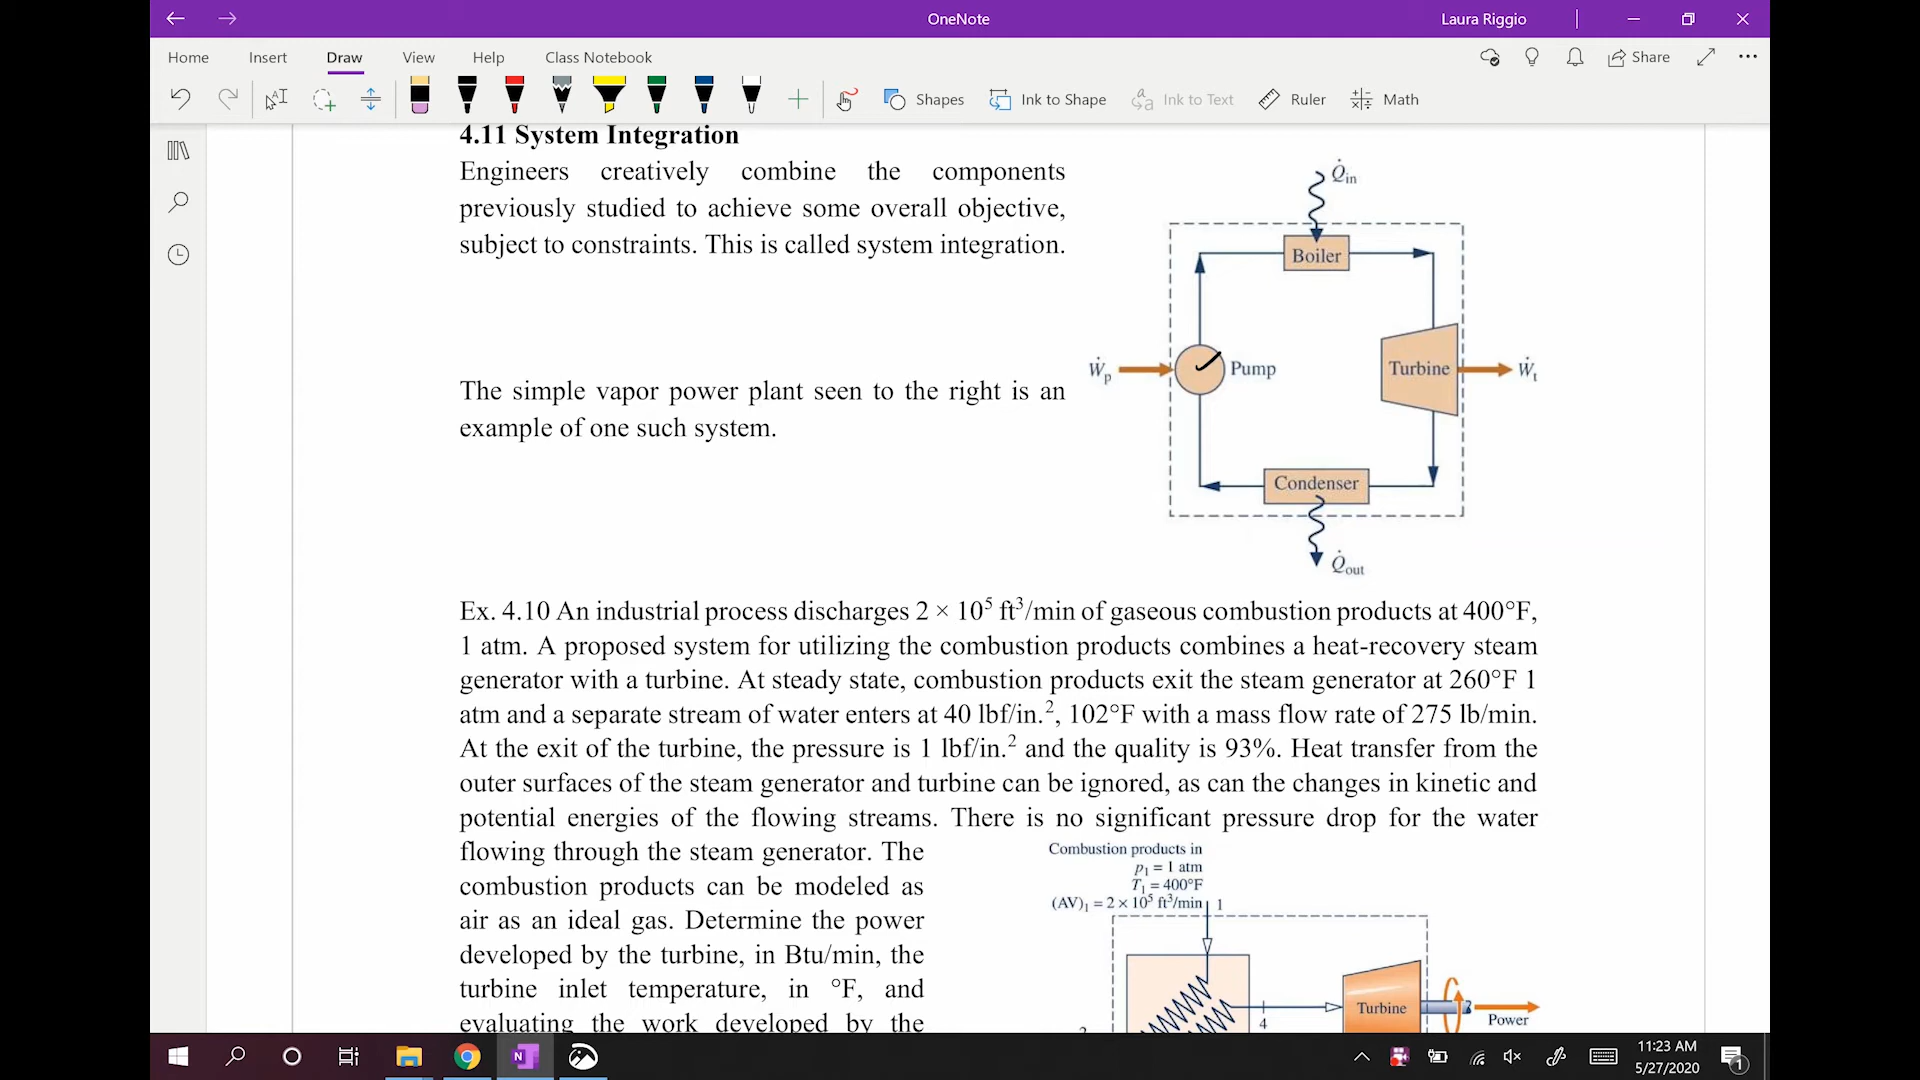 OneNote
Laura Riggio
Home Insert Draw View Help Class Notebook
Share
Shapes Ink to Shape Ink to Text Ruler Math
4.11 System Integration
Engineers creatively combine the components
previously studied to achieve some overall objective,
subject to constraints. This is called system integration.
The simple vapor power plant seen to the right is an
example of one such system.
Q̇in
Boiler
Ẇp
Pump
Turbine
Ẇt
Condenser
Q̇out
Ex. 4.10 An industrial process discharges 2 × 10⁵ ft³/min of gaseous combustion products at 400°F,
1 atm. A proposed system for utilizing the combustion products combines a heat-recovery steam
generator with a turbine. At steady state, combustion products exit the steam generator at 260°F 1
atm and a separate stream of water enters at 40 lbf/in.², 102°F with a mass flow rate of 275 lb/min.
At the exit of the turbine, the pressure is 1 lbf/in.² and the quality is 93%. Heat transfer from the
outer surfaces of the steam generator and turbine can be ignored, as can the changes in kinetic and
potential energies of the flowing streams. There is no significant pressure drop for the water
flowing through the steam generator. The
combustion products can be modeled as
air as an ideal gas. Determine the power
developed by the turbine, in Btu/min, the
turbine inlet temperature, in °F, and
evaluating the work developed by the
Combustion products in
p₁ = 1 atm
T₁ = 400°F
(AV)₁ = 2 × 10⁵ ft³/min
1
4
Turbine
Power
11:23 AM
5/27/2020
1